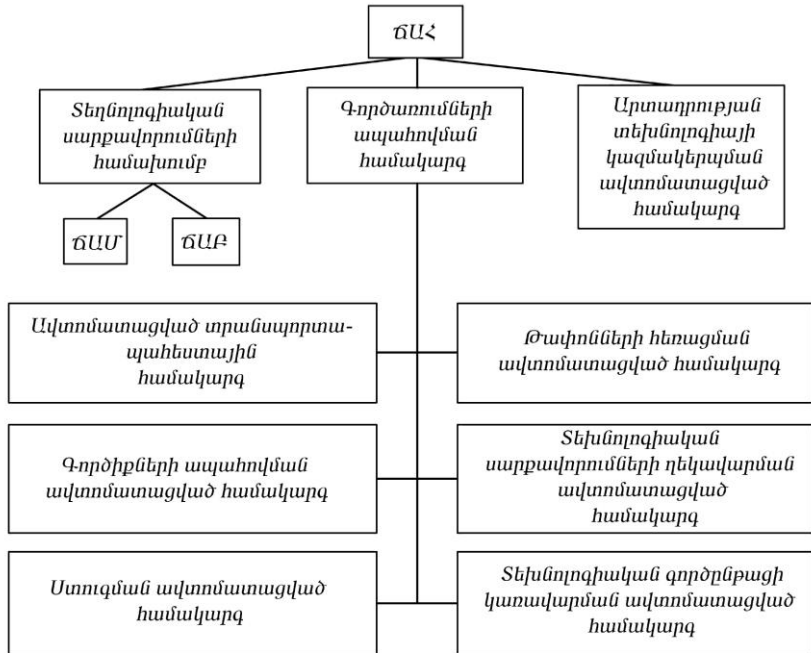 ՃԱՀ
Տեղնոլոգիական
սարքավորումների
համախումբ
Գործառումների
ապահովման
համակարգ
Արտադրության
տեխնոլոգիայի
կազմակերպման
ավտոմատացված
համակարգ
ՃԱՄ
ՃԱԲ
Ավտոմատացված տրանսպորտա-
պահեստային
համակարգ
Թափոնների հեռացման
ավտոմատացված համակարգ
Գործիքների ապահովման
ավտոմատացված համակարգ
Տեխնոլոգիական
սարքավորումների ղեկավարման
ավտոմատացված
համակարգ
Ստուգման ավտոմատացված
համակարգ
Տեխնոլոգիական գործընթացի
կառավարման ավտոմատացված
համակարգ